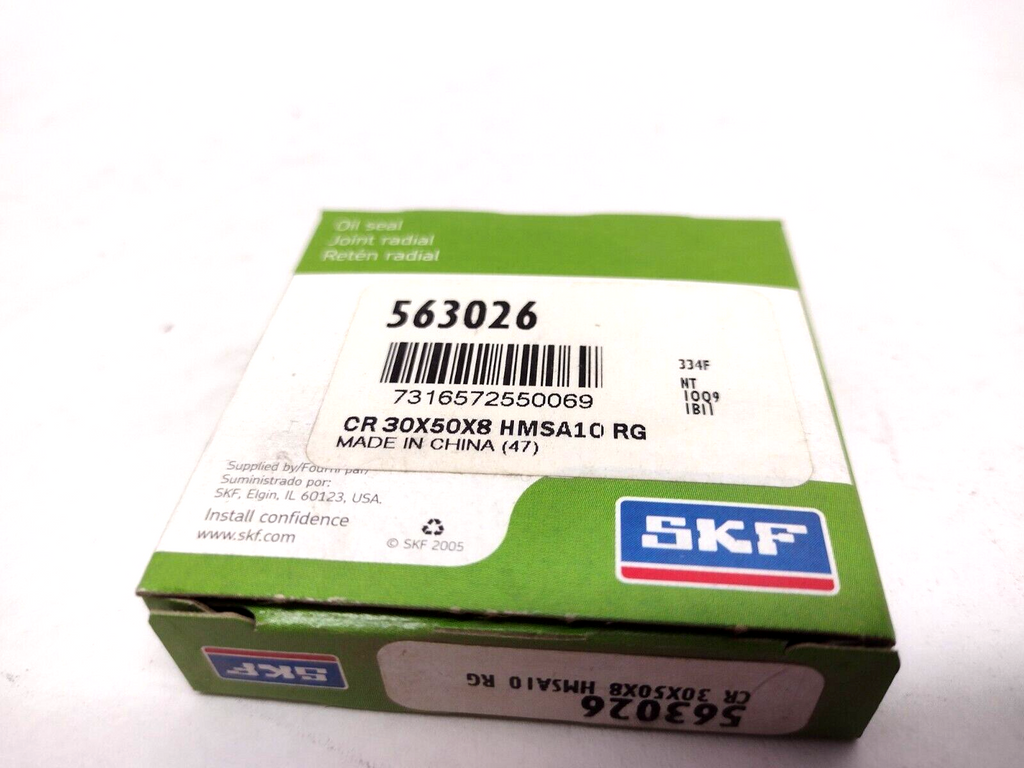 Oil seal
Joint radial
Retén radial
563026
7316572550069
334F
NT
1009
1B11
CR 30X50X8 HMSA10 RG
MADE IN CHINA (47)
Supplied by/Fourni par/
Suministrado por:
SKF, Elgin, IL 60123, USA.
Install confidence
www.skf.com
© SKF 2005
SKF
SKF
563026
CR 30X50X8 HMSA10 RG